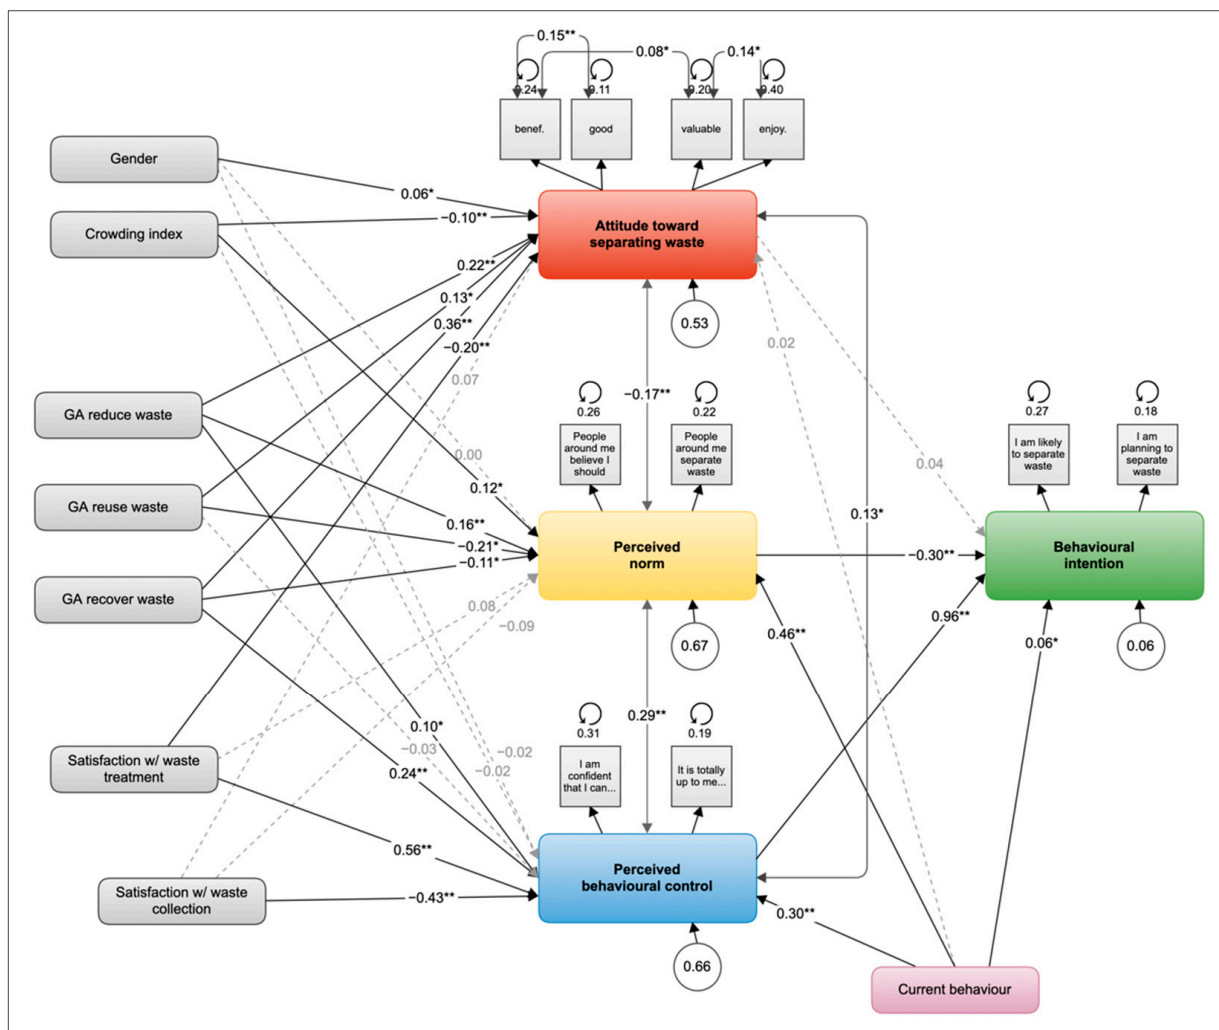 0.15**
0.08*
0.14*
0.24
0.11
0.20
0.40
benef.
good
valuable
enjoy.
Gender
0.06*
Crowding index
−0.10**
Attitude toward
separating waste
0.22**
0.13*
0.36**
−0.20**
0.07
0.53
0.02
−0.17**
GA reduce waste
0.26
0.22
0.27
0.18
People
around me
believe I
should
People
around me
separate
waste
I am likely
to separate
waste
I am
planning to
separate
waste
0.00
0.12*
0.04
GA reuse waste
0.16**
−0.21*
−0.11*
0.13*
Perceived
norm
−0.30**
Behavioural
intention
GA recover waste
0.08
−0.09
0.67
0.46**
0.96**
0.06*
0.06
0.29**
0.10*
−0.03
−0.02
−0.02
0.24**
0.31
0.19
Satisfaction w/ waste
treatment
I am
confident
that I can...
It is totally
up to me...
0.56**
Perceived
behavioural control
Satisfaction w/ waste
collection
−0.43**
0.30**
0.66
Current behaviour